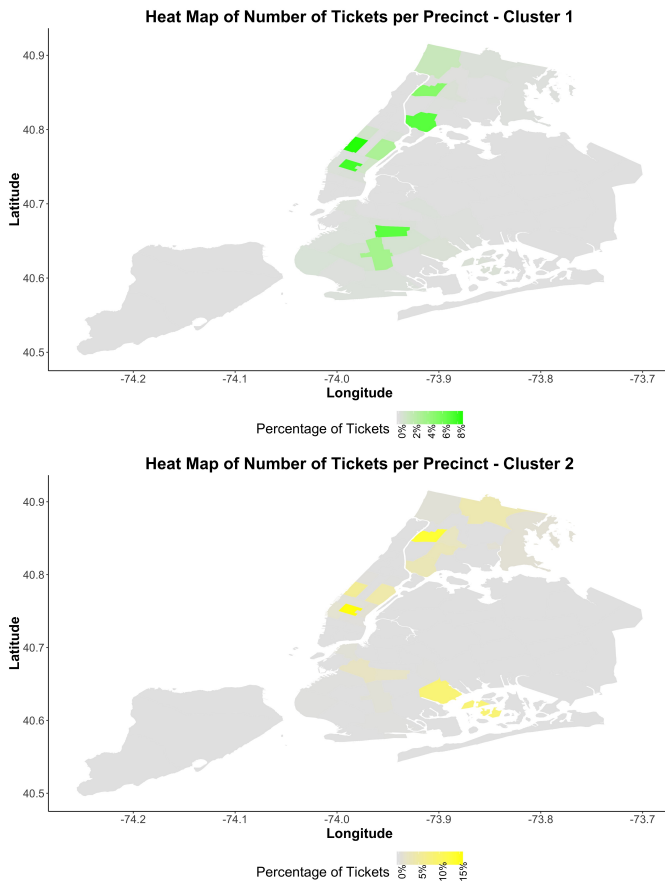 Heat Map of Number of Tickets per Precinct - Cluster 1
40.9
40.8
40.7
40.6
40.5
Latitude
-74.2 -74.1 -74.0 -73.9 -73.8 -73.7
Longitude
Percentage of Tickets
0% 2% 4% 6% 8%
Heat Map of Number of Tickets per Precinct - Cluster 2
40.9
40.8
40.7
40.6
40.5
Latitude
-74.2 -74.1 -74.0 -73.9 -73.8 -73.7
Longitude
Percentage of Tickets
0% 5% 10% 15%